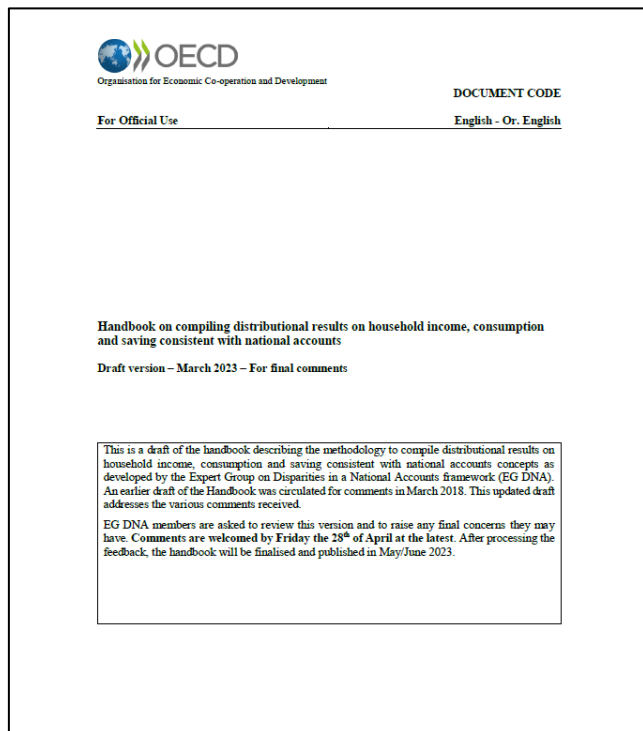 OECD
Organisation for Economic Co-operation and Development
DOCUMENT CODE
For Official Use
English - Or. English
Handbook on compiling distributional results on household income, consumption
and saving consistent with national accounts
Draft version – March 2023 – For final comments
This is a draft of the handbook describing the methodology to compile distributional results on
household income, consumption and saving consistent with national accounts concepts as
developed by the Expert Group on Disparities in a National Accounts framework (EG DNA).
An earlier draft of the Handbook was circulated for comments in March 2018. This updated draft
addresses the various comments received.
EG DNA members are asked to review this version and to raise any final concerns they may
have. Comments are welcomed by Friday the 28th of April at the latest. After processing the
feedback, the handbook will be finalised and published in May/June 2023.